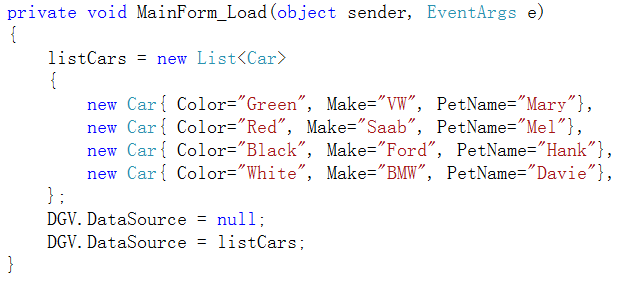 private void MainForm_Load(object sender, EventArgs e)
{
    listCars = new List<Car>
    {
        new Car{ Color="Green", Make="VW", PetName="Mary"},
        new Car{ Color="Red", Make="Saab", PetName="Mel"},
        new Car{ Color="Black", Make="Ford", PetName="Hank"},
        new Car{ Color="White", Make="BMW", PetName="Davie"},
    };
    DGV.DataSource = null;
    DGV.DataSource = listCars;
}